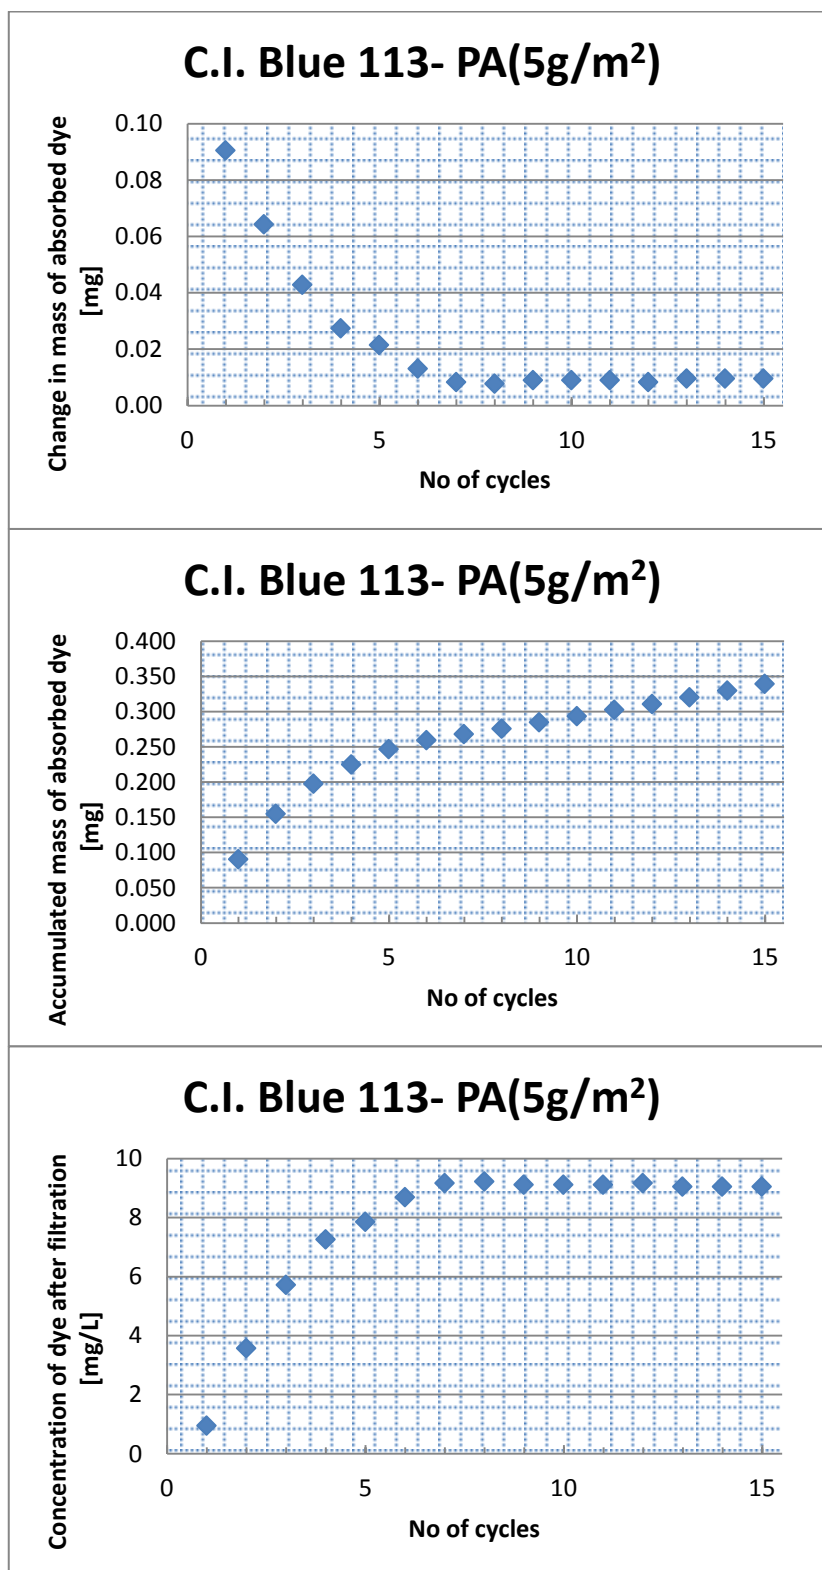 C.I. Blue 113- PA(5g/m²)
Change in mass of absorbed dye
[mg]
0.10
0.08
0.06
0.04
0.02
0.00
0 5 10 15
No of cycles
C.I. Blue 113- PA(5g/m²)
Accumulated mass of absorbed dye
[mg]
0.400
0.350
0.300
0.250
0.200
0.150
0.100
0.050
0.000
0 5 10 15
No of cycles
C.I. Blue 113- PA(5g/m²)
Concentration of dye after filtration
[mg/L]
10
8
6
4
2
0
0 5 10 15
No of cycles